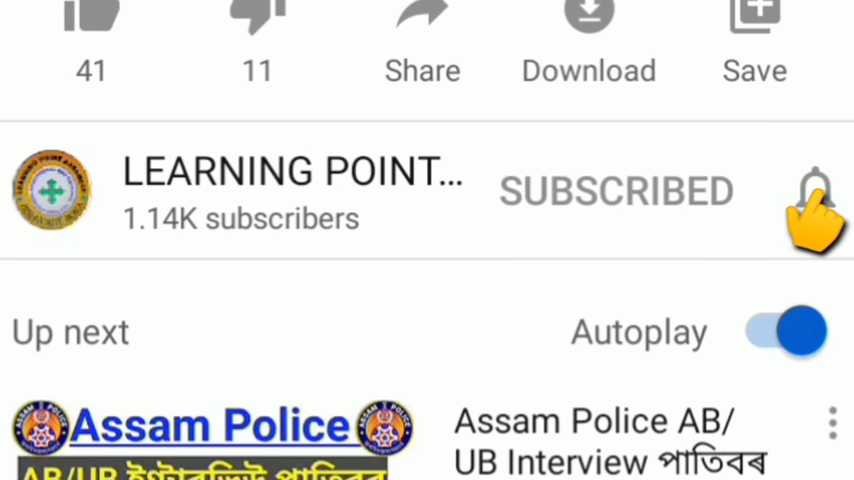 41
11
Share
Download
Save
LEARNING POINT...
1.14K subscribers
SUBSCRIBED
Up next
Autoplay
Assam Police
Assam Police AB/
UB Interview পাতিবৰ